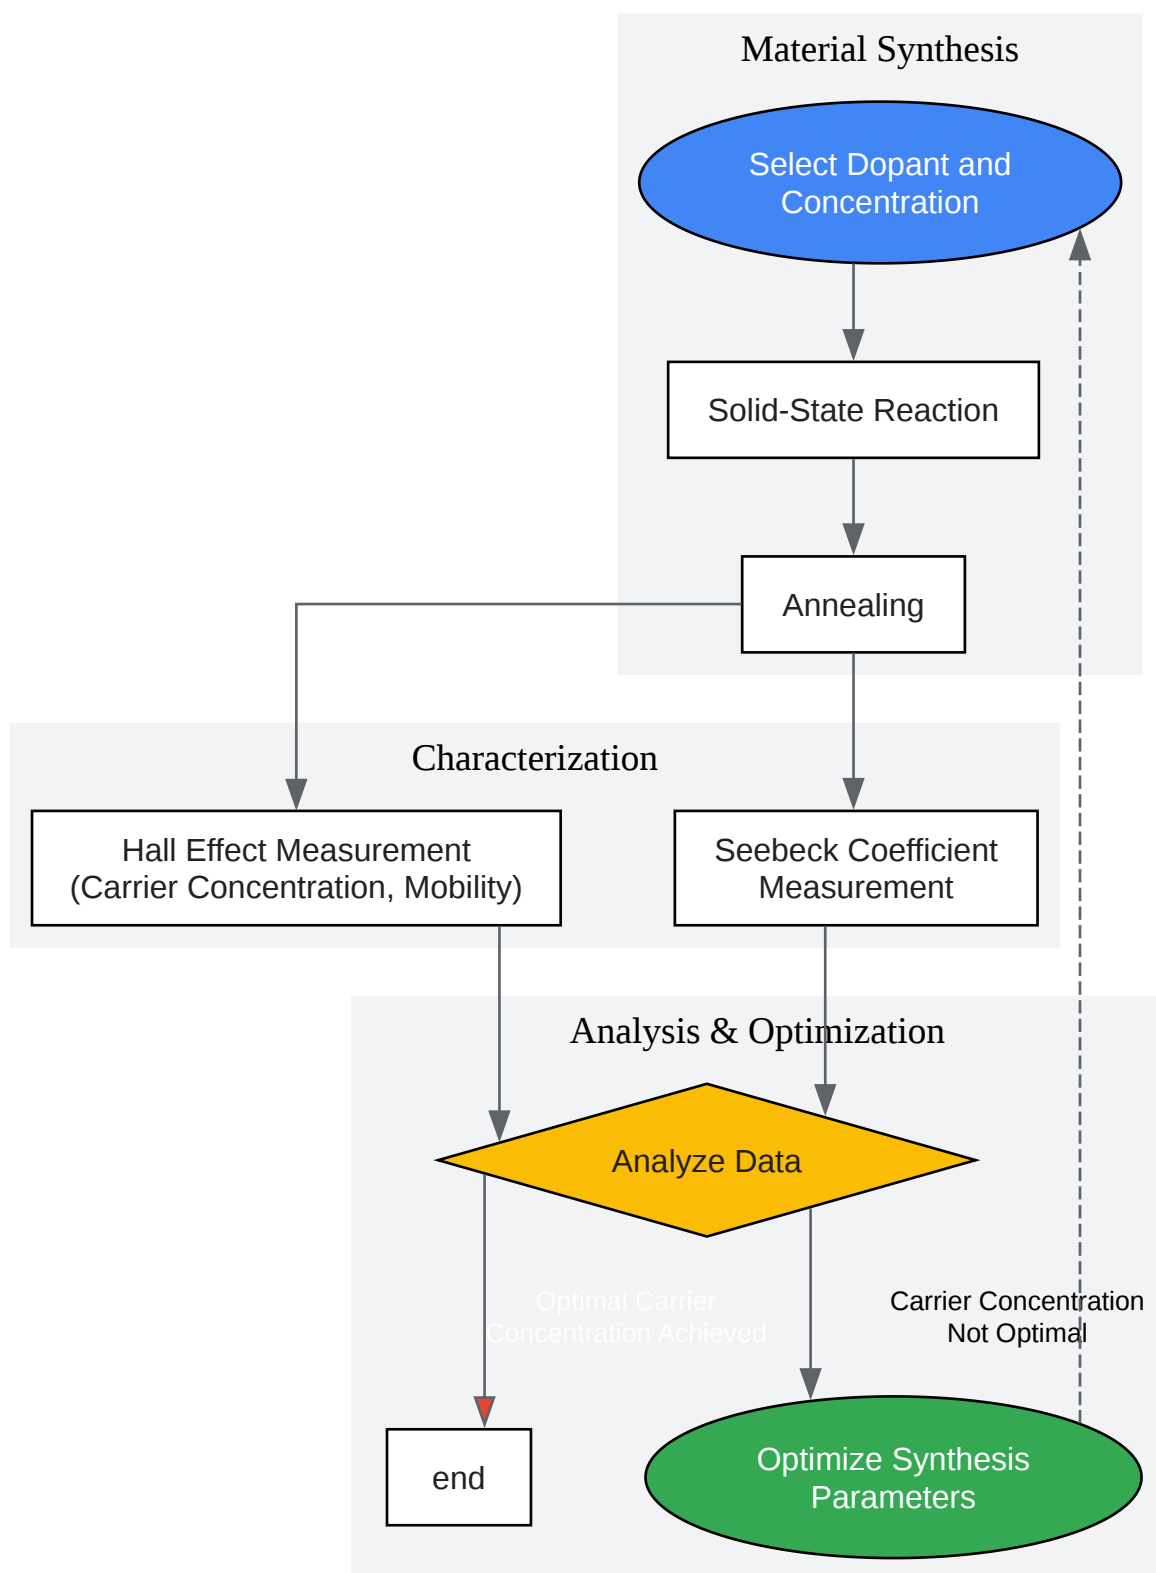 Material Synthesis
Select Dopant and
Concentration
Solid-State Reaction
Annealing
Characterization
Hall Effect Measurement
(Carrier Concentration, Mobility)
Seebeck Coefficient
Measurement
Analysis & Optimization
Analyze Data
Optimal Carrier
Concentration Achieved
Carrier Concentration
Not Optimal
end
Optimize Synthesis
Parameters